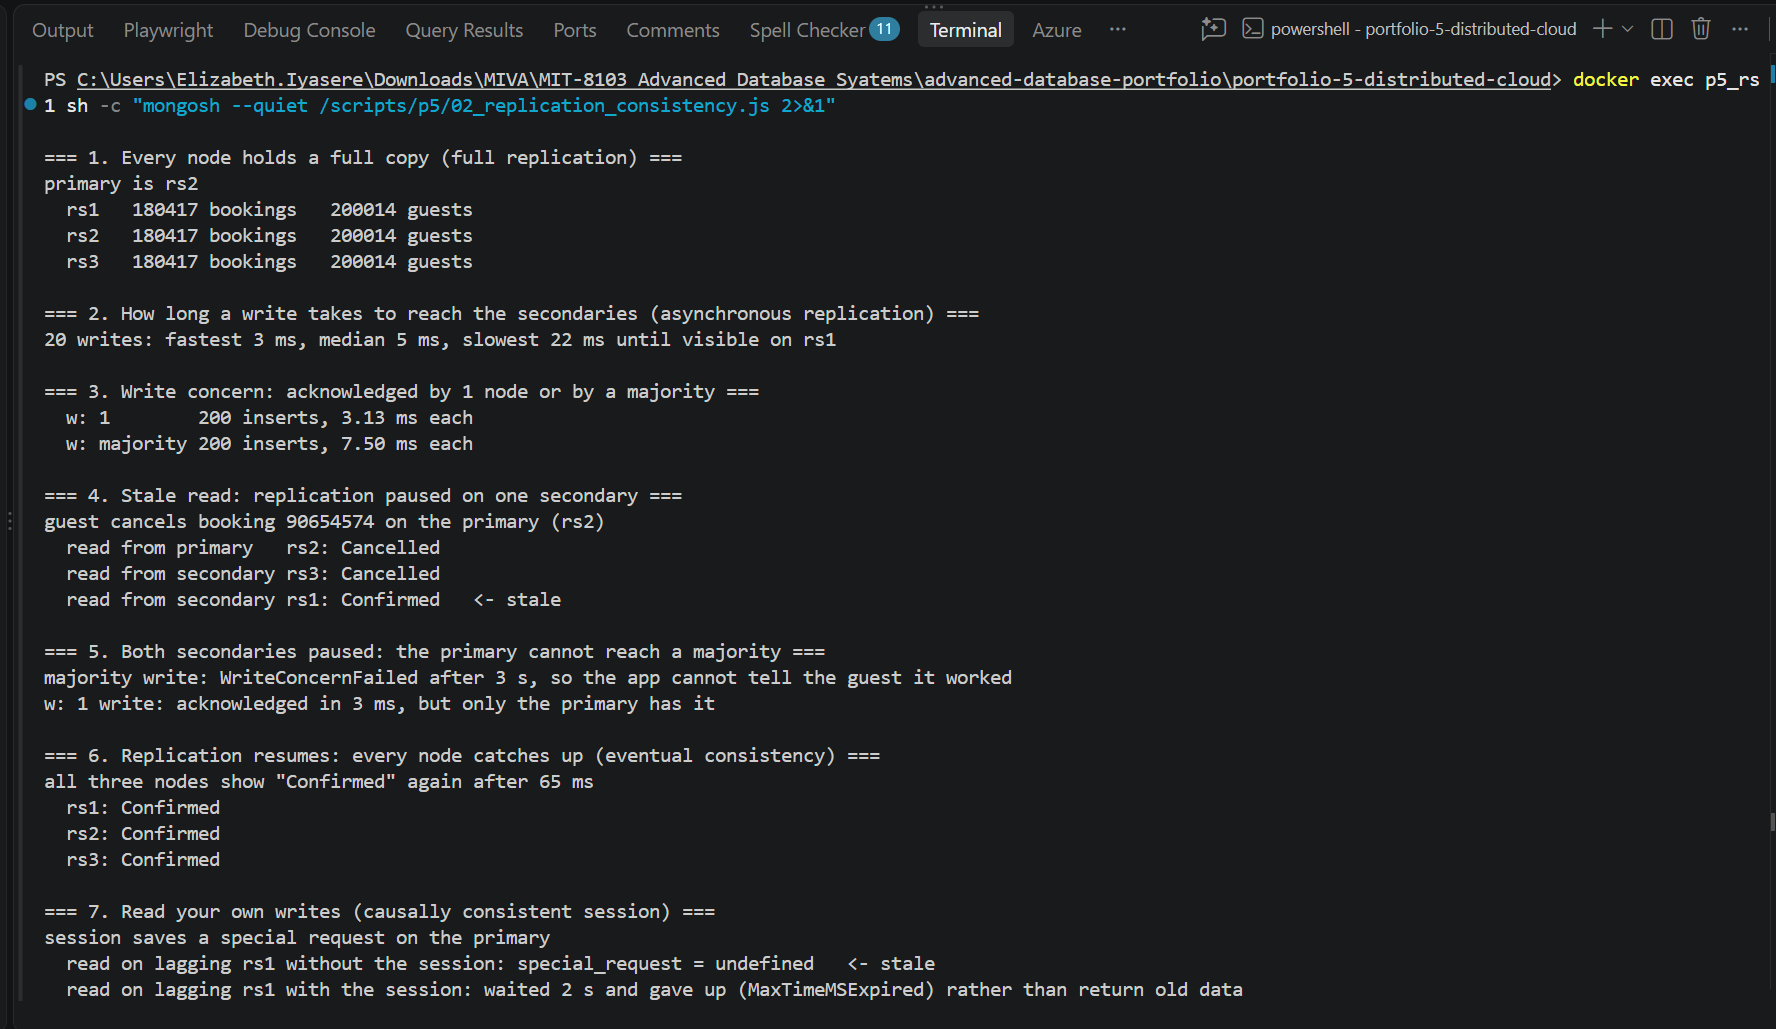 Output Playwright Debug Console Query Results Ports Comments Spell Checker 11 Terminal Azure ··· powershell - portfolio-5-distributed-cloud
PS C:\Users\Elizabeth.Iyasere\Downloads\MIVA\MIT-8103 Advanced Database Syatems\advanced-database-portfolio\portfolio-5-distributed-cloud> docker exec p5_rs
1 sh -c "mongosh --quiet /scripts/p5/02_replication_consistency.js 2>&1"
=== 1. Every node holds a full copy (full replication) ===
primary is rs2
rs1 180417 bookings 200014 guests
rs2 180417 bookings 200014 guests
rs3 180417 bookings 200014 guests
=== 2. How long a write takes to reach the secondaries (asynchronous replication) ===
20 writes: fastest 3 ms, median 5 ms, slowest 22 ms until visible on rs1
=== 3. Write concern: acknowledged by 1 node or by a majority ===
w: 1 200 inserts, 3.13 ms each
w: majority 200 inserts, 7.50 ms each
=== 4. Stale read: replication paused on one secondary ===
guest cancels booking 90654574 on the primary (rs2)
read from primary rs2: Cancelled
read from secondary rs3: Cancelled
read from secondary rs1: Confirmed <- stale
=== 5. Both secondaries paused: the primary cannot reach a majority ===
majority write: WriteConcernFailed after 3 s, so the app cannot tell the guest it worked
w: 1 write: acknowledged in 3 ms, but only the primary has it
=== 6. Replication resumes: every node catches up (eventual consistency) ===
all three nodes show "Confirmed" again after 65 ms
rs1: Confirmed
rs2: Confirmed
rs3: Confirmed
=== 7. Read your own writes (causally consistent session) ===
session saves a special request on the primary
read on lagging rs1 without the session: special_request = undefined <- stale
read on lagging rs1 with the session: waited 2 s and gave up (MaxTimeMSExpired) rather than return old data